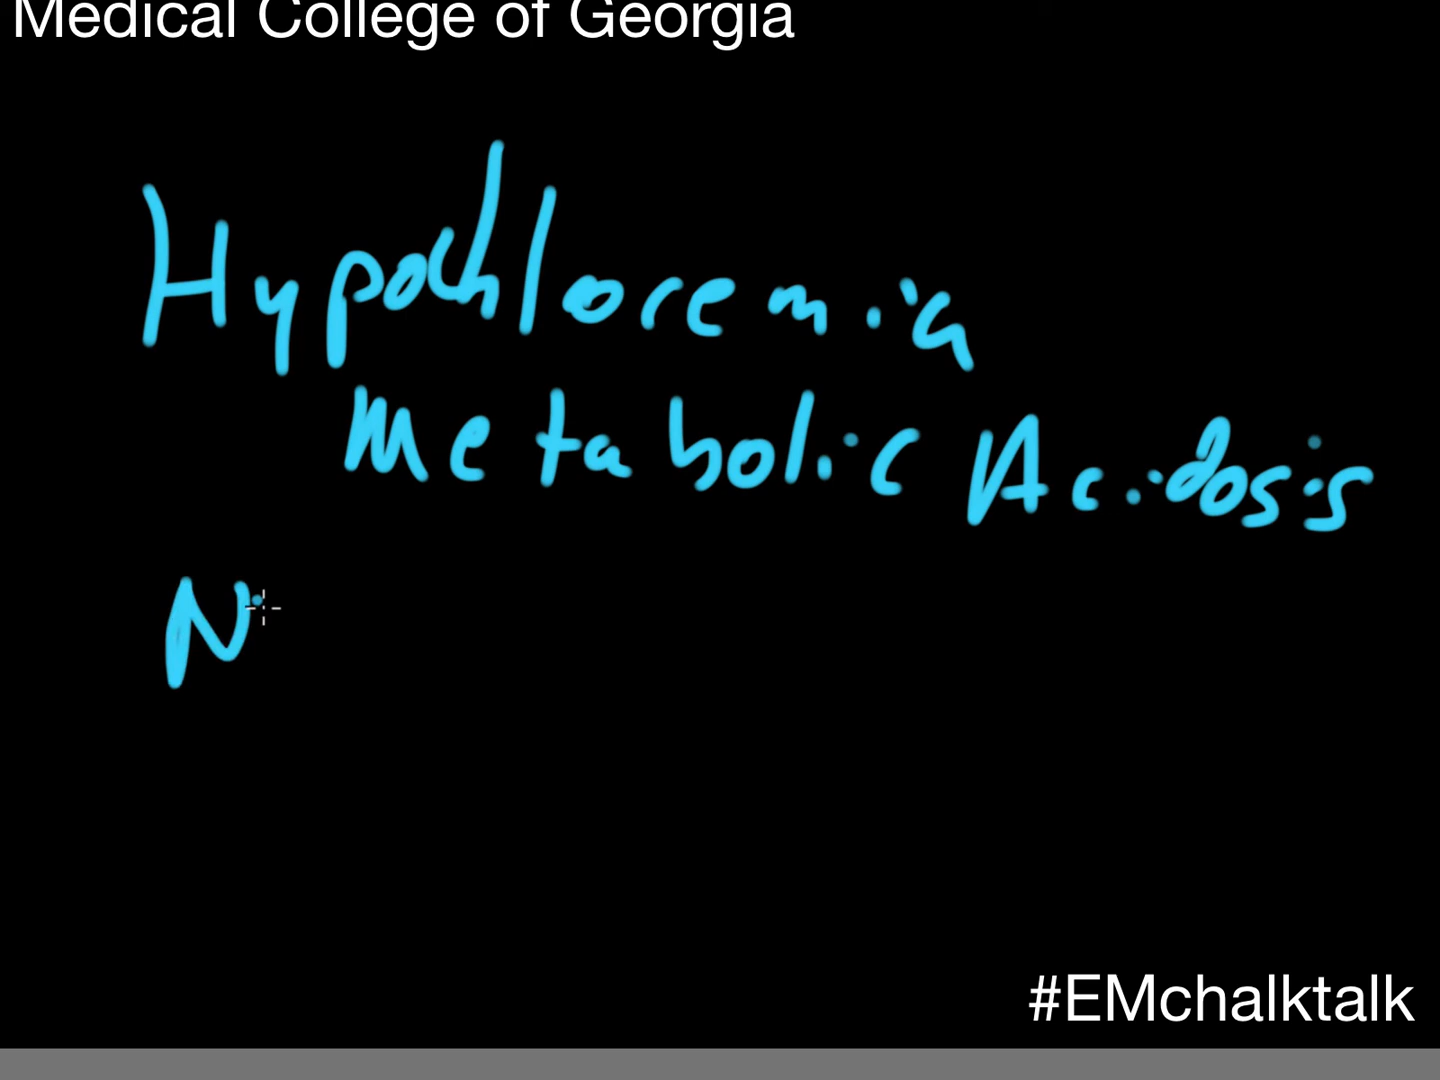 Medical College of Georgia
Hypochloremia
Metabolic Acidosis
N
#EMchalktalk